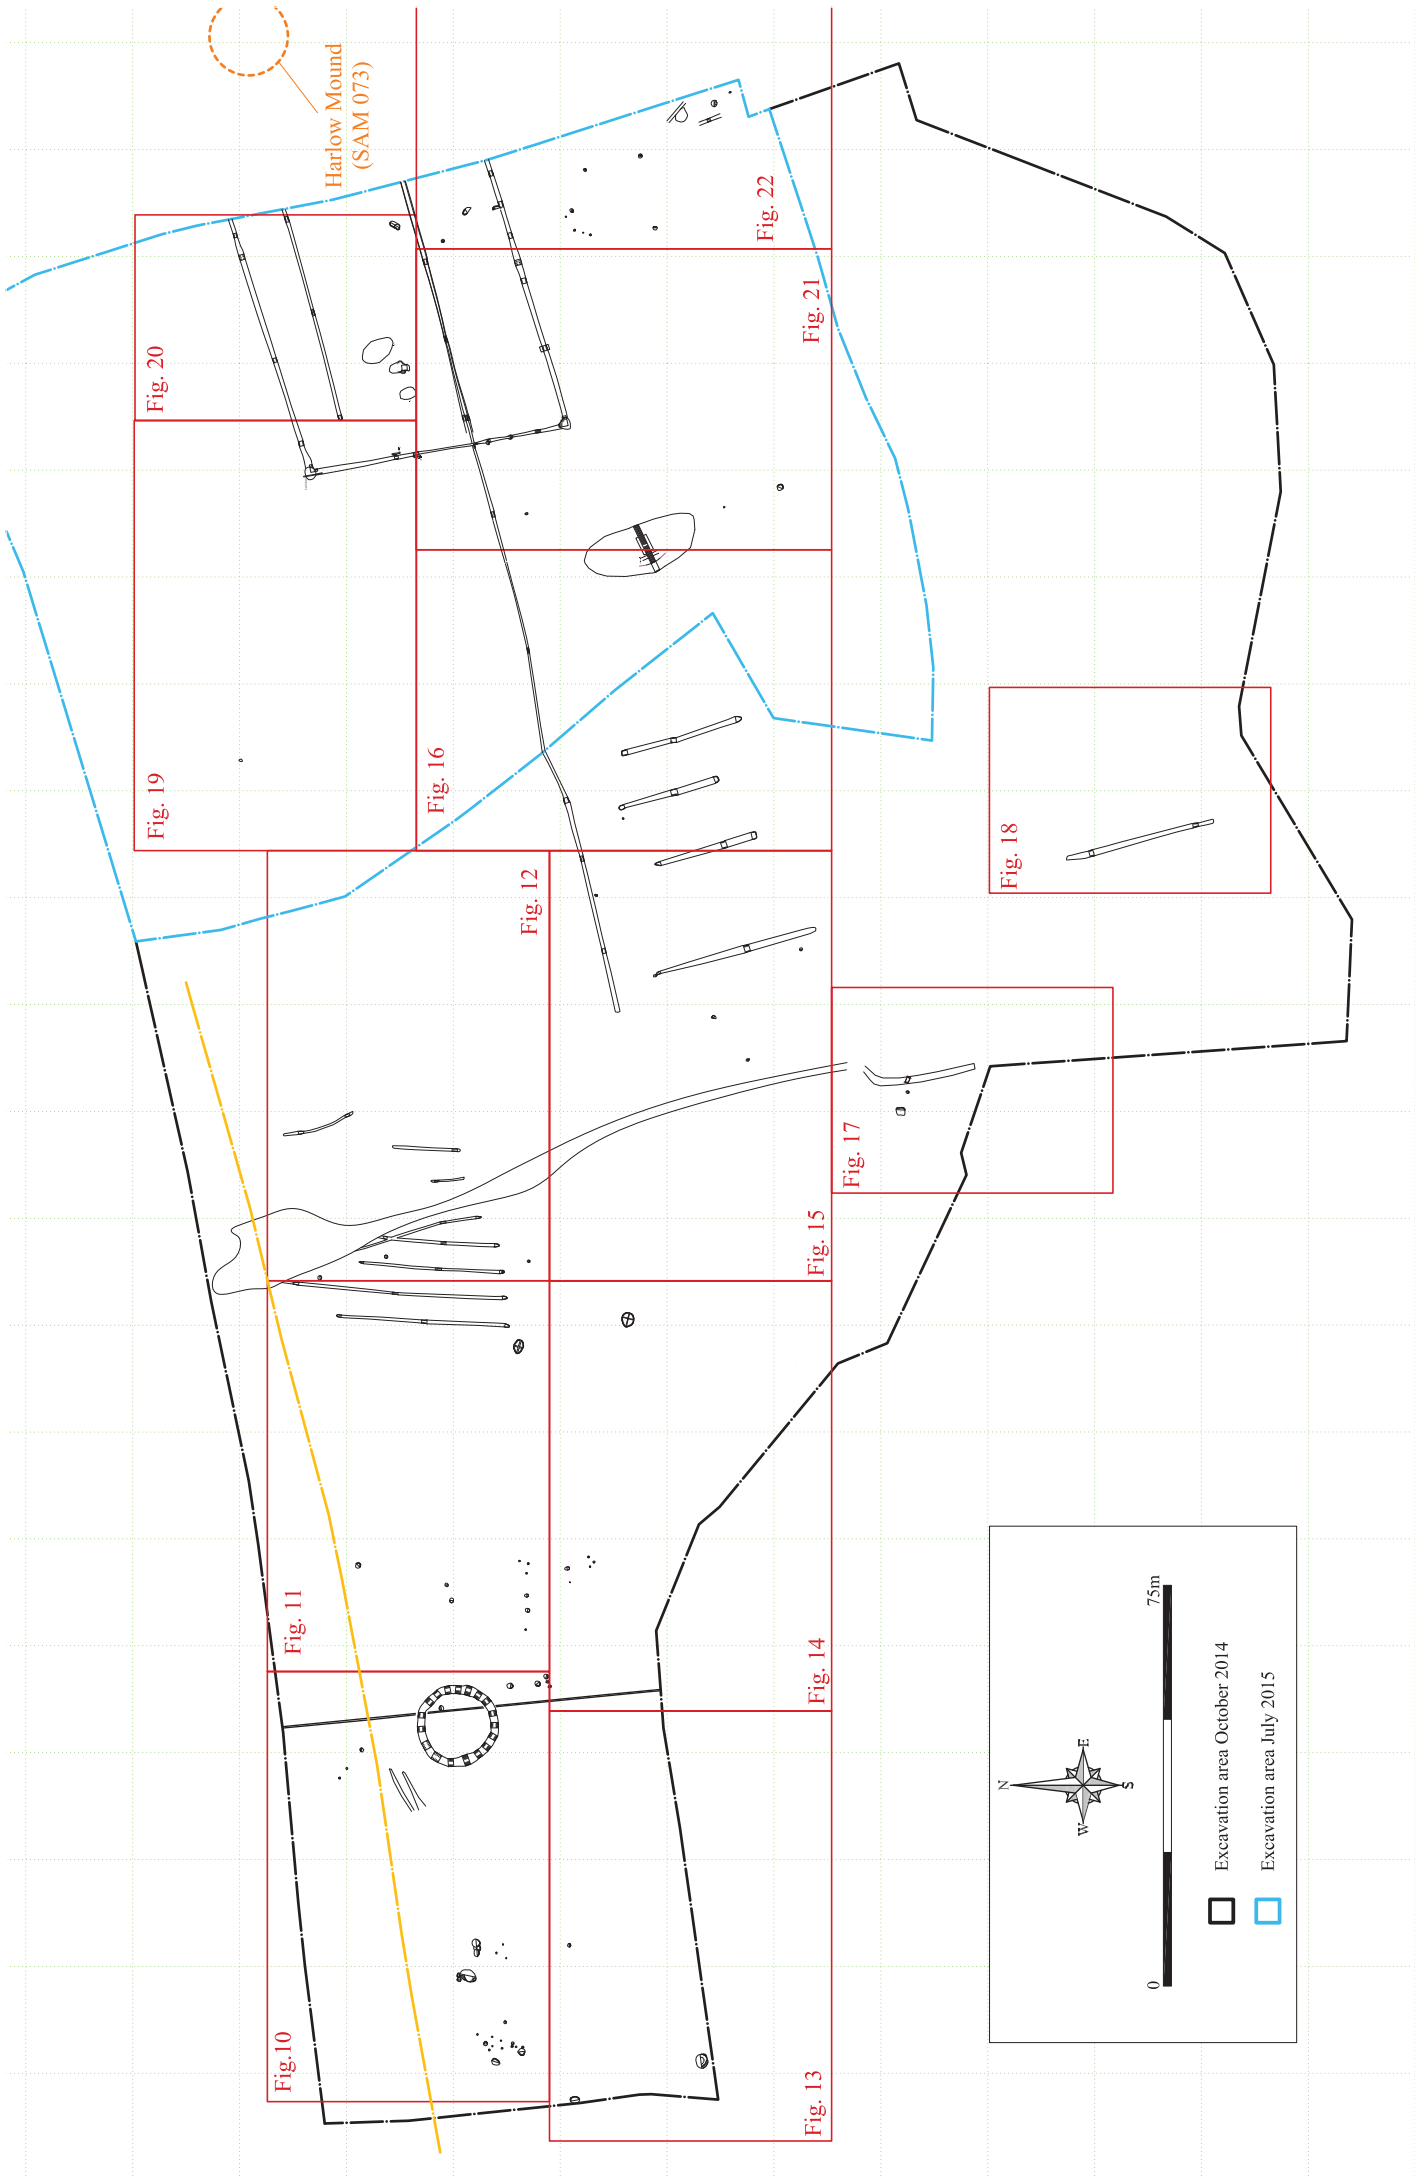 Harlow Mound
(SAM 073)
Fig. 20
Fig. 22
Fig. 21
Fig. 19
Fig. 16
Fig. 18
Fig. 12
Fig. 17
Fig. 15
Fig. 11
Fig. 14
Fig.10
Fig. 13
N
E
S
W
0
75m
Excavation area October 2014
Excavation area July 2015